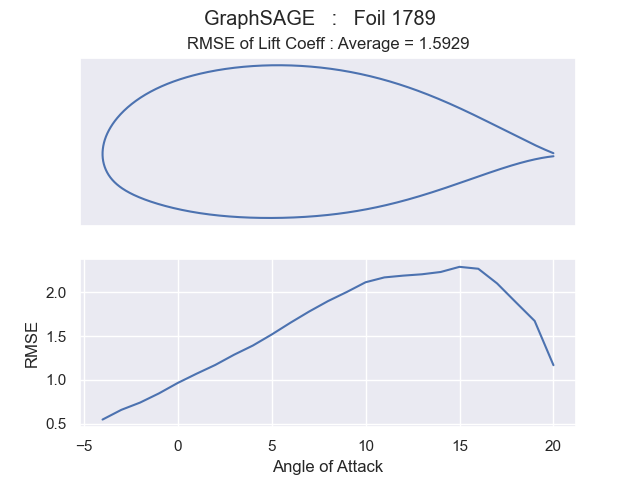 GraphSAGE   :   Foil 1789
RMSE of Lift Coeff : Average = 1.5929
2.0
1.5
1.0
0.5
RMSE
−5 0 5 10 15 20
Angle of Attack